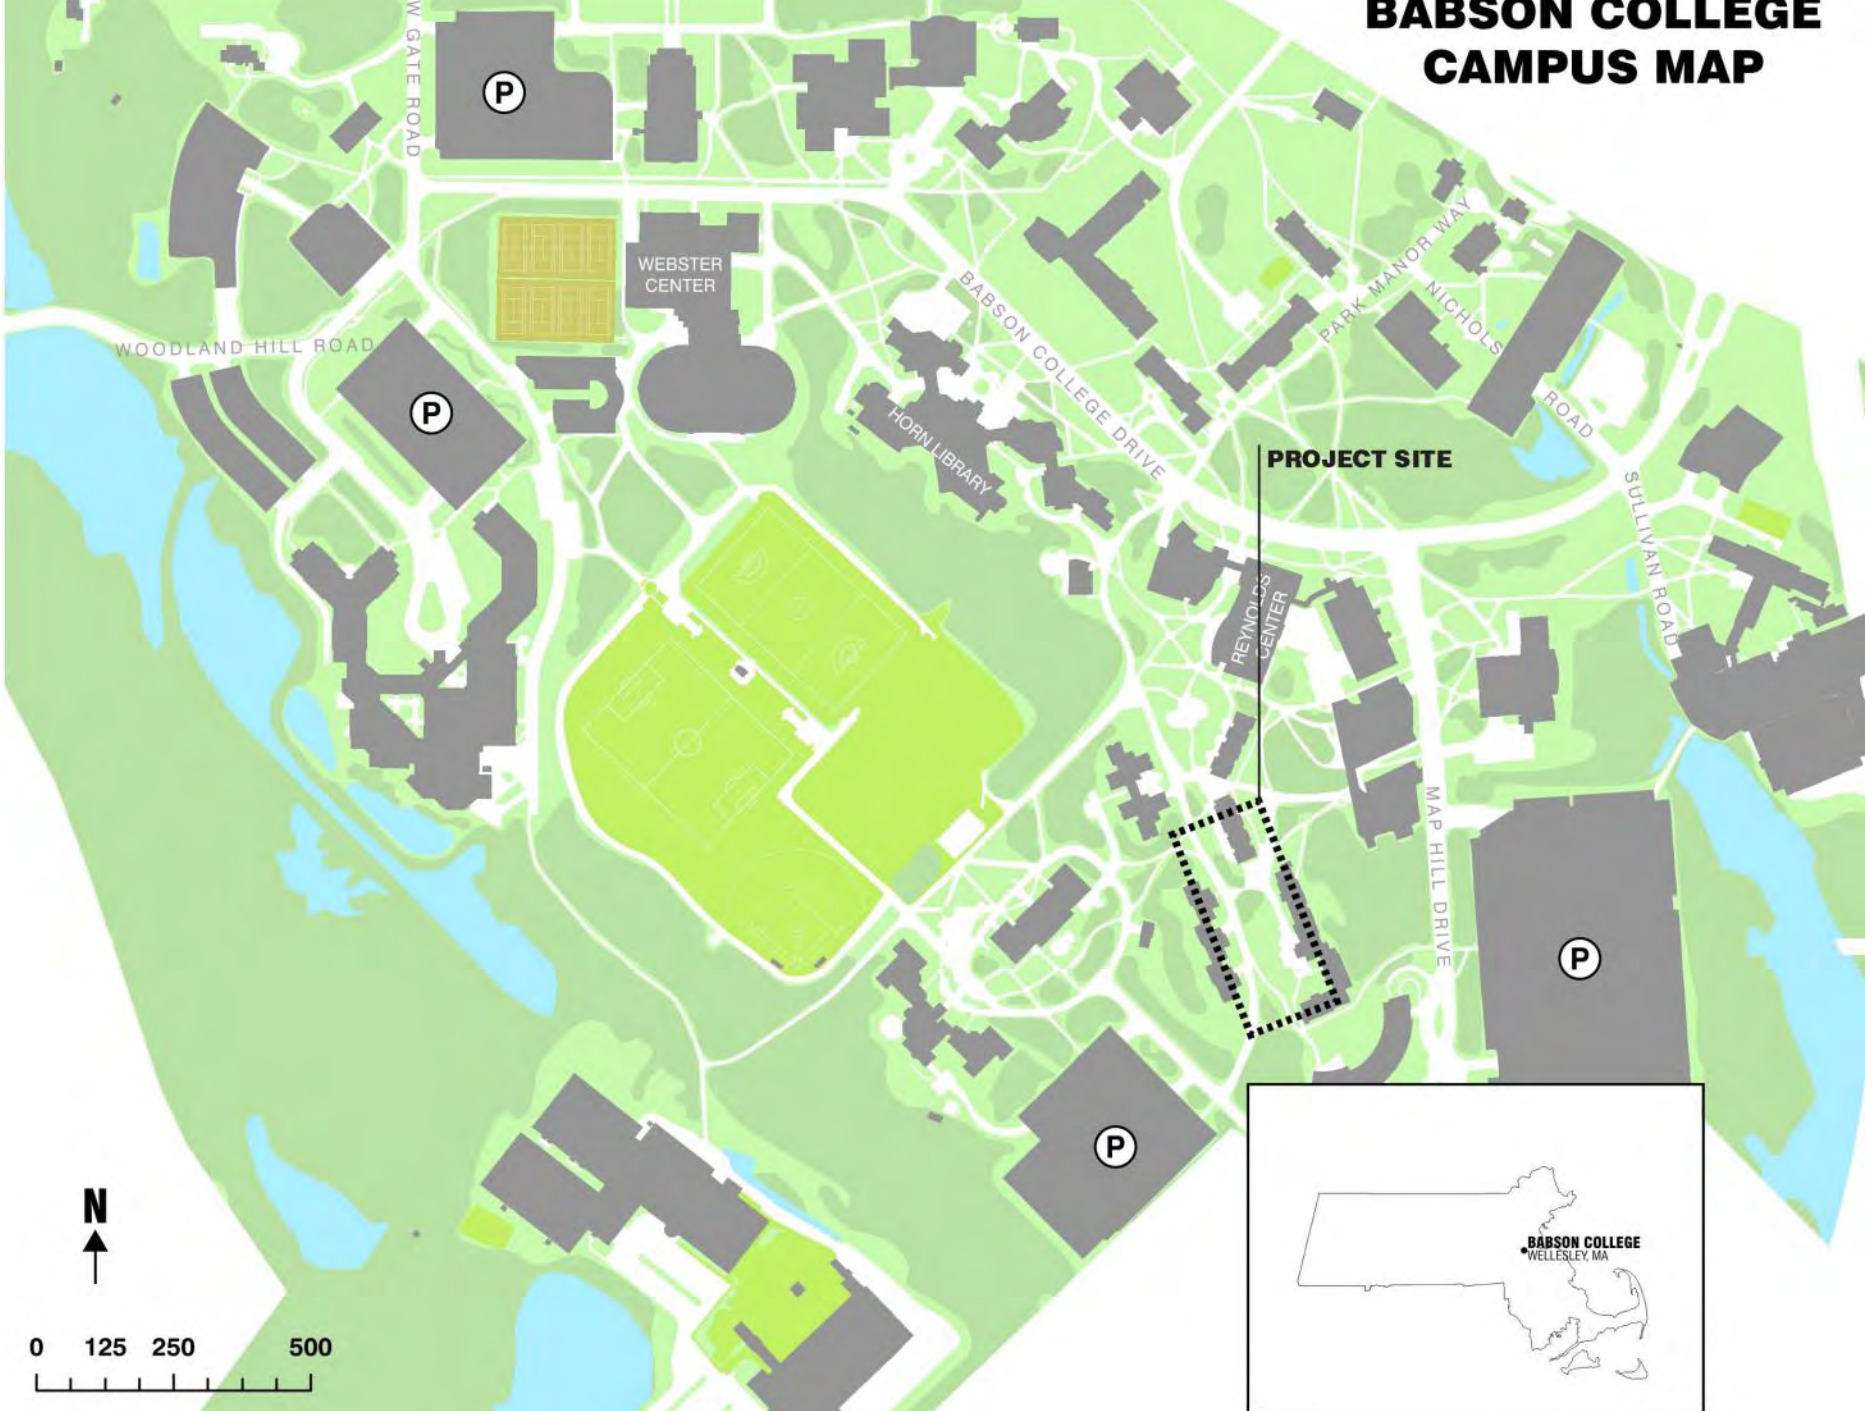 BABSON COLLEGE
CAMPUS MAP
W GATE ROAD
P
WEBSTER
CENTER
BABSON COLLEGE DRIVE
PARK MANOR WAY
NICHOLS
ROAD
WOODLAND HILL ROAD
P
HORN LIBRARY
PROJECT SITE
SULLIVAN ROAD
REYNOLDS
CENTER
MAP HILL DRIVE
P
P
N
0 125 250 500
BABSON COLLEGE
WELLESLEY, MA